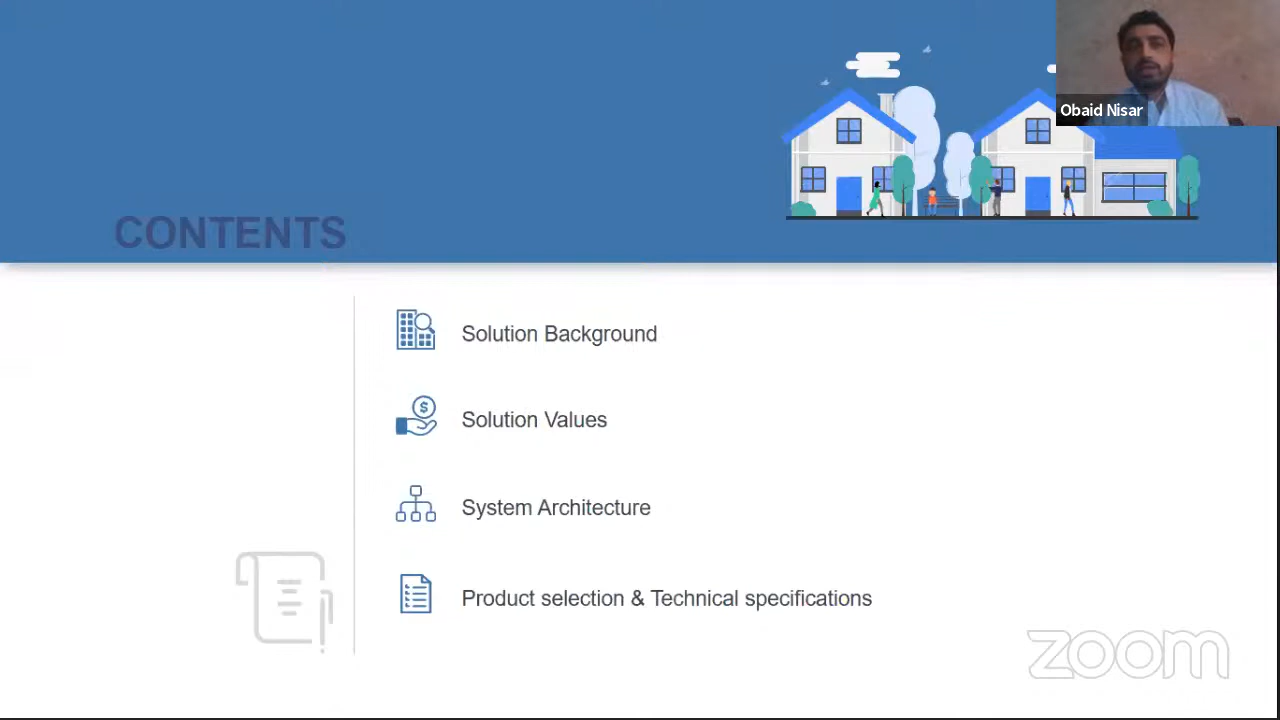 Obaid Nisar
CONTENTS
Solution Background
$
Solution Values
System Architecture
Product selection & Technical specifications
zoom